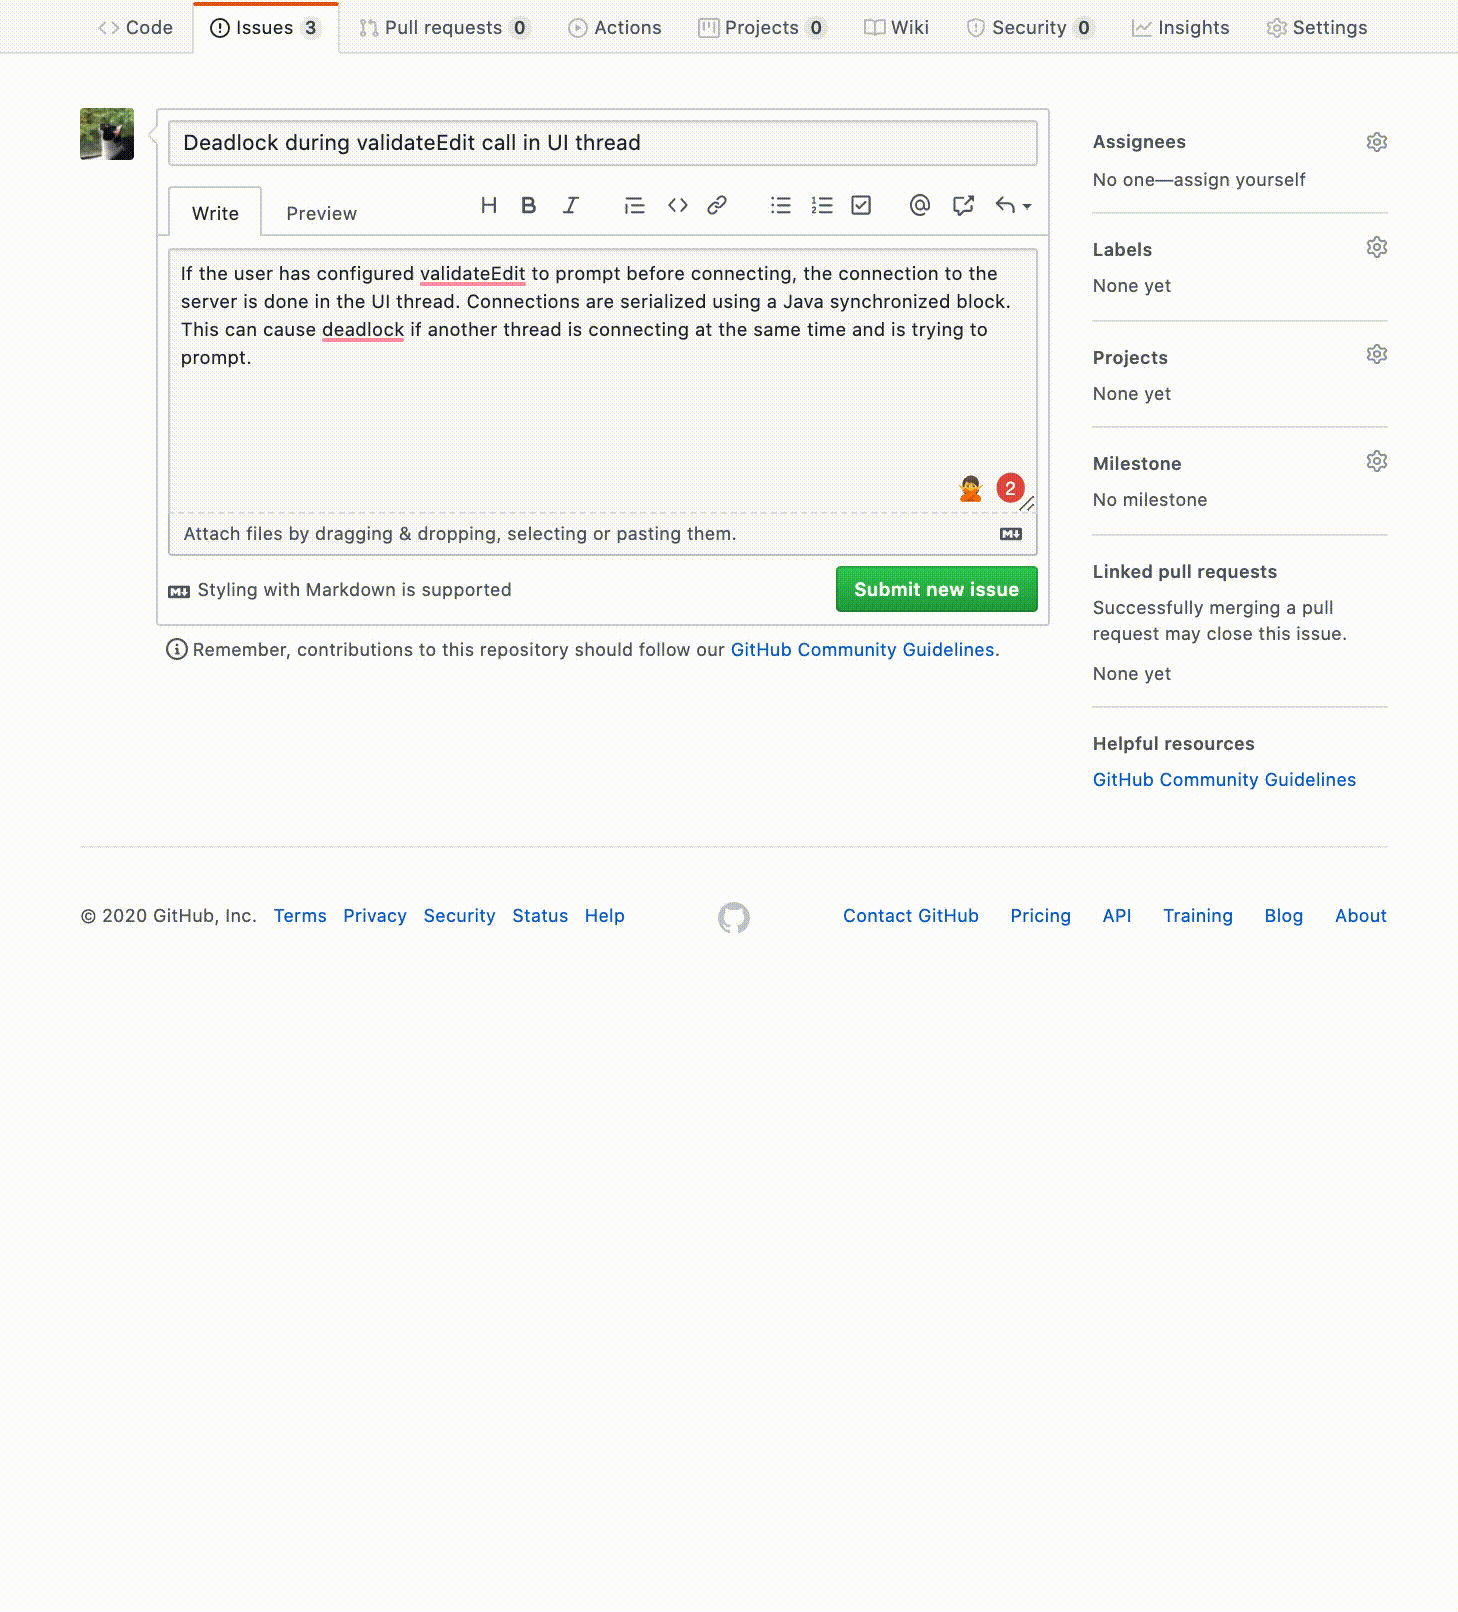 Code Issues 3 Pull requests 0 Actions Projects 0 Wiki Security 0 Insights Settings
Deadlock during validateEdit call in UI thread
Write Preview
If the user has configured validateEdit to prompt before connecting, the connection to the
server is done in the UI thread. Connections are serialized using a Java synchronized block.
This can cause deadlock if another thread is connecting at the same time and is trying to
prompt.
2
Attach files by dragging & dropping, selecting or pasting them.
Styling with Markdown is supported
Submit new issue
Remember, contributions to this repository should follow our GitHub Community Guidelines.
Assignees
No one—assign yourself
Labels
None yet
Projects
None yet
Milestone
No milestone
Linked pull requests
Successfully merging a pull
request may close this issue.
None yet
Helpful resources
GitHub Community Guidelines
© 2020 GitHub, Inc. Terms Privacy Security Status Help Contact GitHub Pricing API Training Blog About